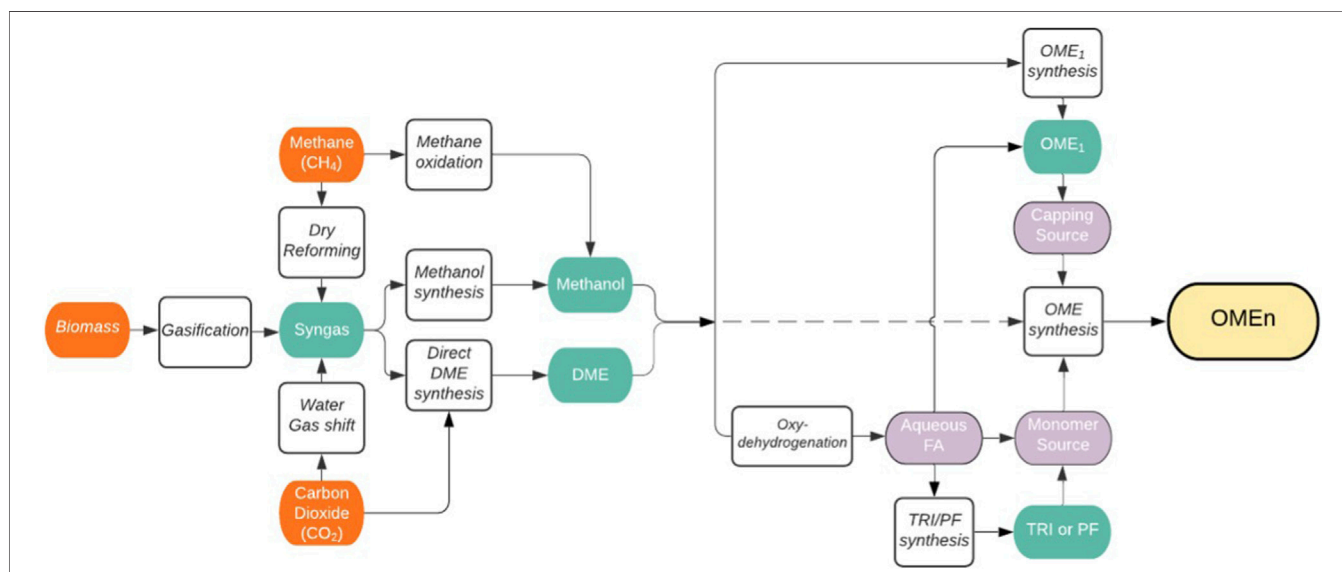 OME₁
synthesis
Methane
(CH₄)
Methane
oxidation
OME₁
Dry
Reforming
Capping
Source
Methanol
synthesis
Methanol
Biomass
Gasification
Syngas
OME
synthesis
OMEn
Direct
DME
synthesis
DME
Water
Gas shift
Oxy-
dehydrogenation
Aqueous
FA
Monomer
Source
Carbon
Dioxide
(CO₂)
TRI/PF
synthesis
TRI or PF